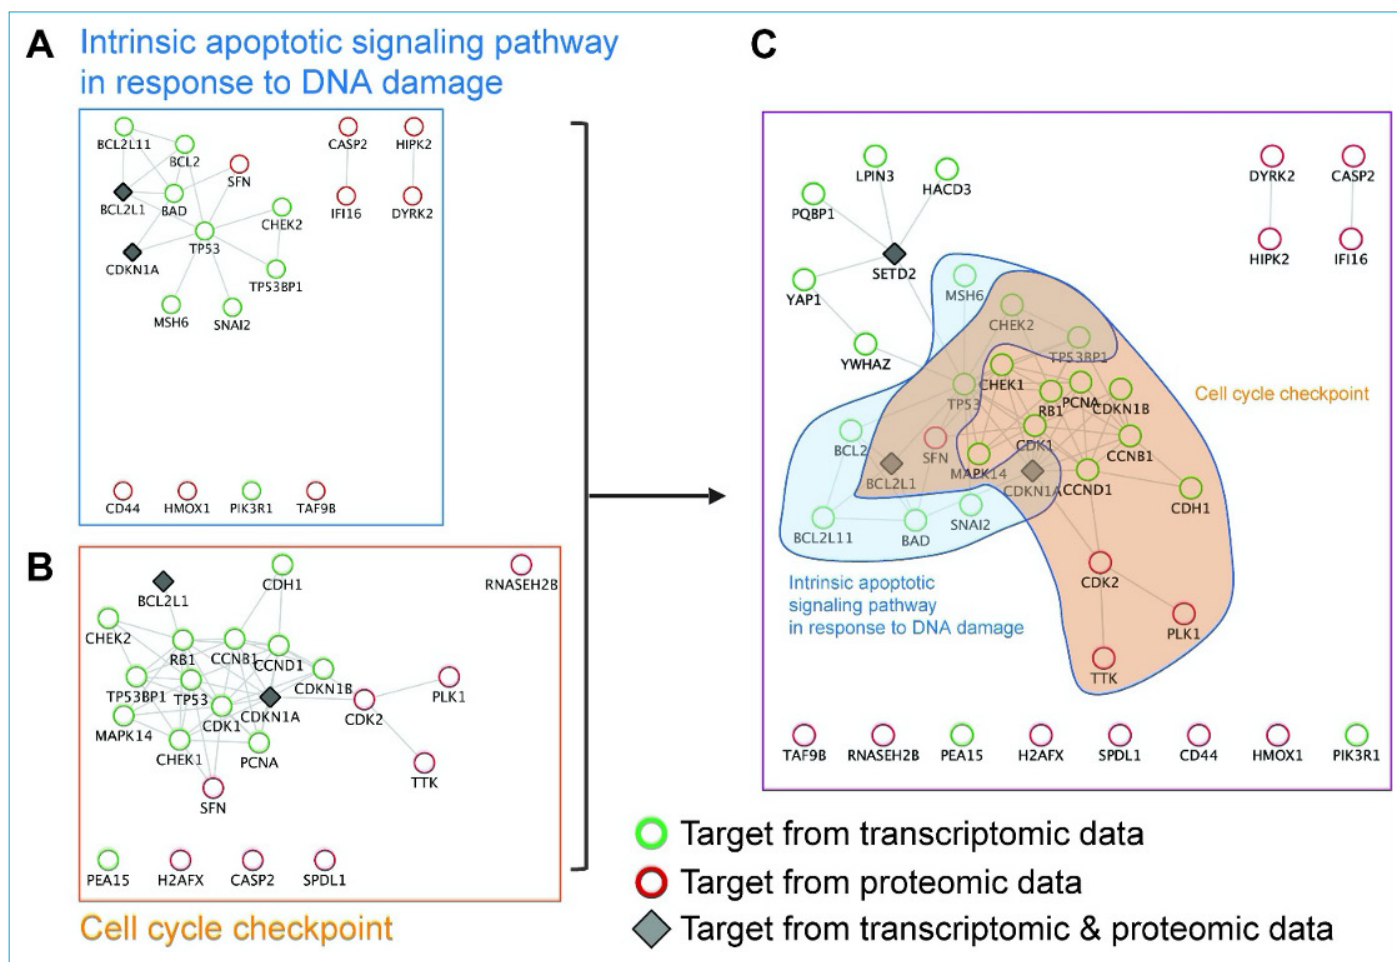 A
Intrinsic apoptotic signaling pathway
in response to DNA damage
BCL2L11
BCL2
SFN
CASP2
HIPK2
BCL2L1
BAD
CHEK2
IFI16
DYRK2
TP53
CDKN1A
TP53BP1
MSH6
SNAI2
CD44
HMOX1
PIK3R1
TAF9B
B
BCL2L1
CDH1
RNASEH2B
CHEK2
RB1
CCNB1
CCND1
TP53BP1
TP53
CDKN1B
PLK1
MAPK14
CDK1
CDKN1A
CDK2
CHEK1
PCNA
TTK
SFN
PEA15
H2AFX
CASP2
SPDL1
Cell cycle checkpoint
C
LPIN3
HACD3
DYRK2
CASP2
PQBP1
SETD2
HIPK2
IFI16
YAP1
MSH6
CHEK2
YWHAZ
TP53BP1
CHEK1
TP53
RB1
PCNA
CDKN1B
Cell cycle checkpoint
BCL2
SFN
CDK1
CCNB1
BCL2L1
MAPK14
CDKN1A
CCND1
CDH1
BCL2L11
BAD
SNAI2
CDK2
Intrinsic apoptotic
signaling pathway
in response to DNA damage
PLK1
TTK
TAF9B
RNASEH2B
PEA15
H2AFX
SPDL1
CD44
HMOX1
PIK3R1
Target from transcriptomic data
Target from proteomic data
Target from transcriptomic & proteomic data